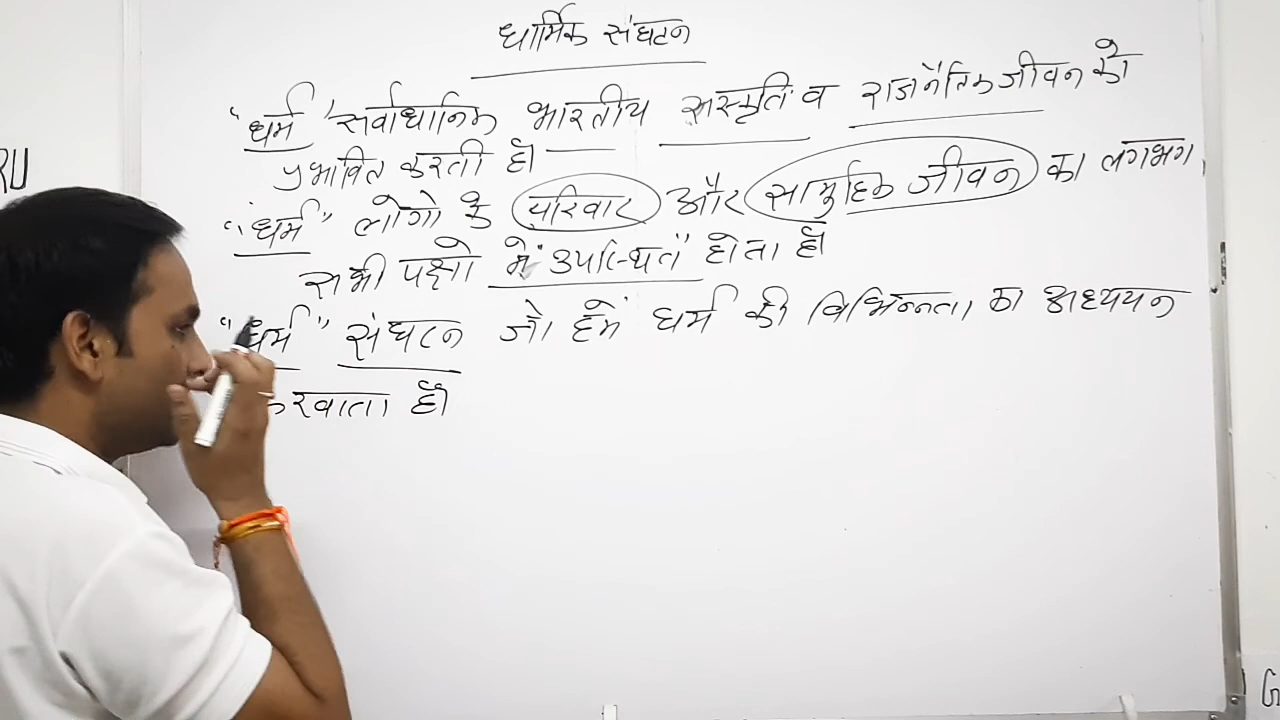 धार्मिक संघटन
"धर्म" सर्वाधानिक भारतीय संस्कृति व राजनैतिक जीवन को
प्रभावित करती है।
"धर्म" लोगो के परिवार और सामुहिक जीवन का लगभग
सभी पक्षो में उपस्थित होता है।
"धर्म" संघटन जो हमें धर्म की विभिन्नता का अध्ययन
करवाता है।
RU
G